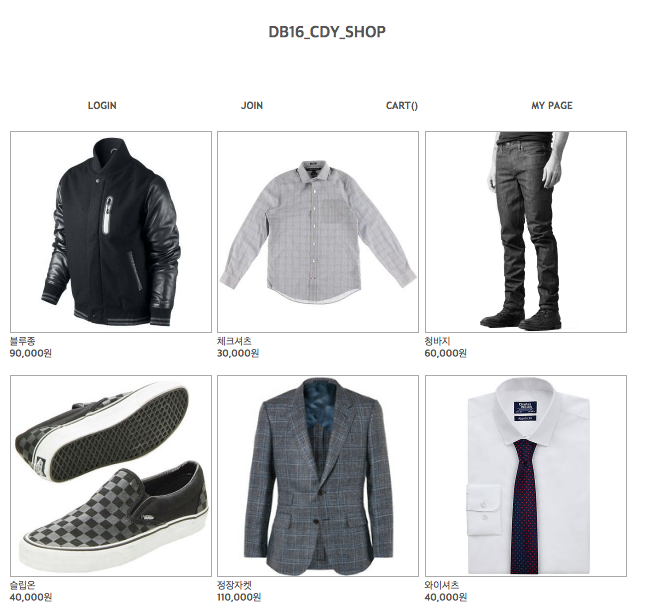 DB16_CDY_SHOP
LOGIN
JOIN
CART()
MY PAGE
블루종
90,000원
체크셔츠
30,000원
청바지
60,000원
슬립온
40,000원
정장자켓
110,000원
와이셔츠
40,000원